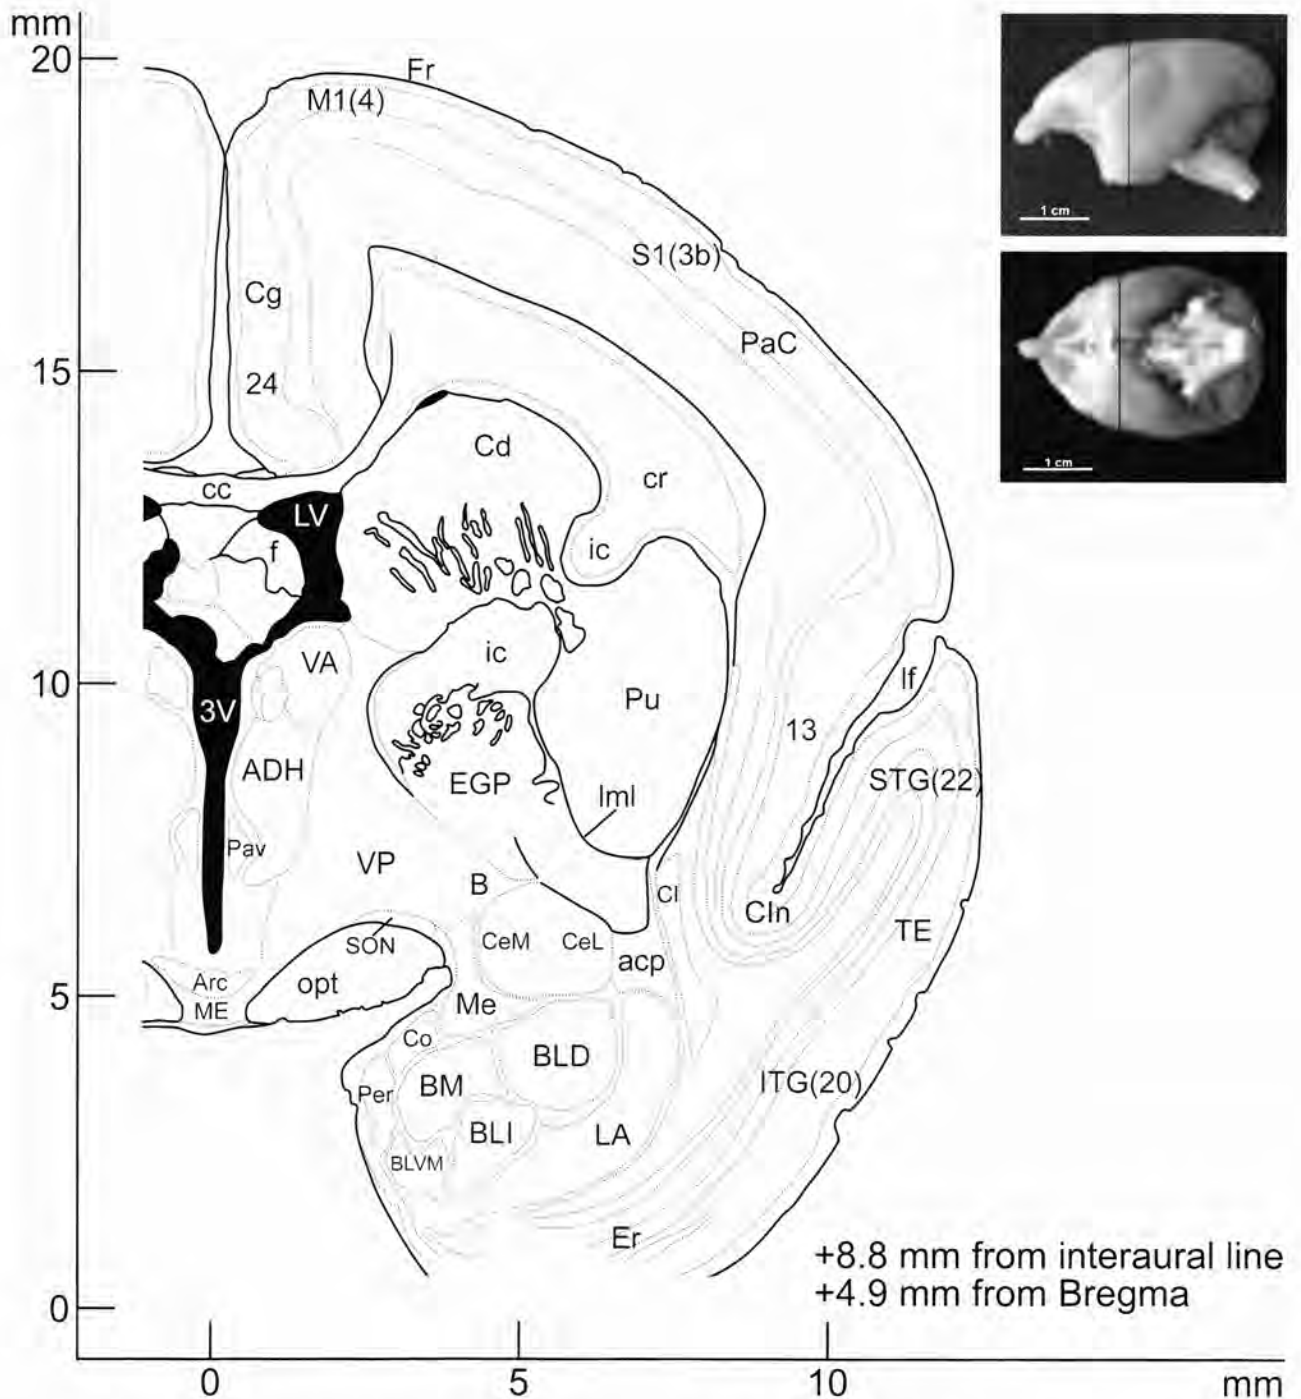 mm
20
Fr
M1(4)
1 cm
S1(3b)
Cg
PaC
15
24
Cd
1 cm
cr
cc
LV
f
ic
VA
ic
lf
10
3V
Pu
13
ADH
EGP
STG(22)
lml
Pav
VP
B
Cl
Cln
TE
SON
CeM
CeL
acp
Arc
opt
5
ME
Me
Co
BLD
BM
ITG(20)
Per
BLI
LA
BLVM
Er
+8.8 mm from interaural line
+4.9 mm from Bregma
0
0
5
10
mm